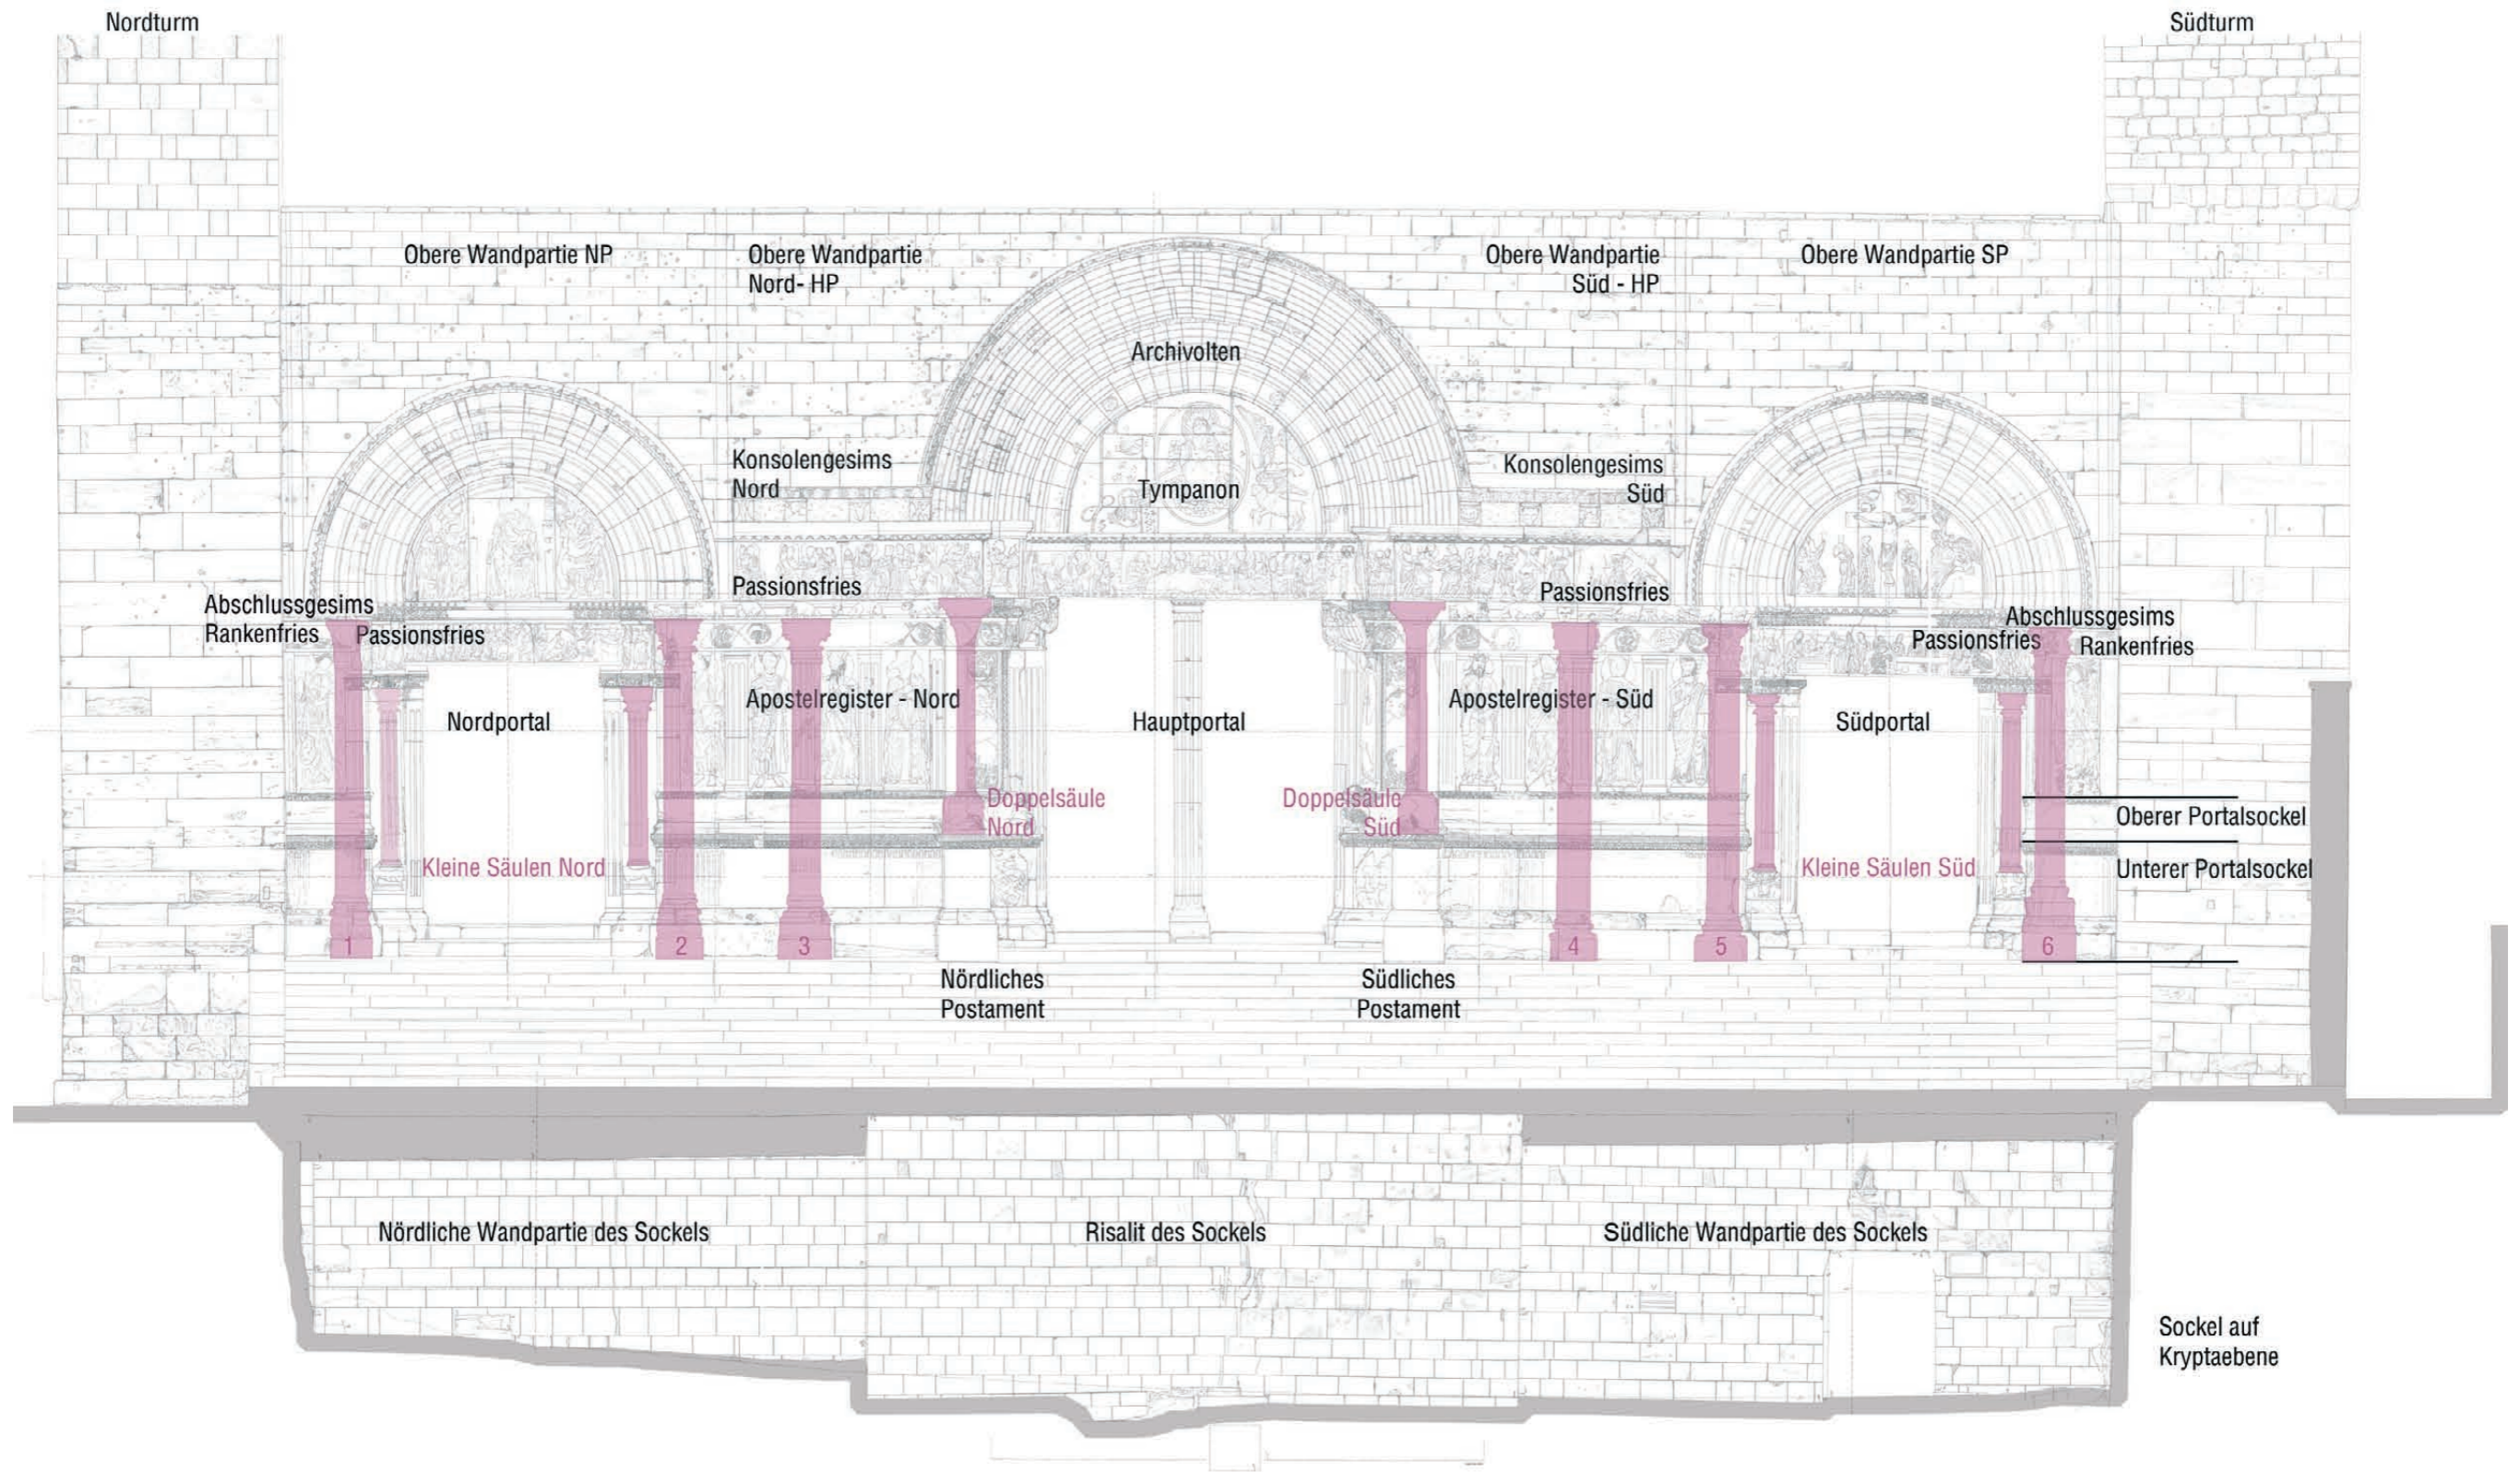 Nordturm
Südturm
Obere Wandpartie NP
Obere Wandpartie
Nord- HP
Obere Wandpartie
Süd - HP
Obere Wandpartie SP
Archivolten
Konsolengesims
Nord
Tympanon
Konsolengesims
Süd
Passionsfries
Passionsfries
Abschlussgesims
Rankenfries
Passionsfries
Abschlussgesims
Passionsfries
Rankenfries
Apostelregister - Nord
Apostelregister - Süd
Nordportal
Hauptportal
Südportal
Doppelsäule
Nord
Doppelsäule
Süd
Oberer Portalsockel
Kleine Säulen Nord
Kleine Säulen Süd
Unterer Portalsockel
1
2
3
4
5
6
Nördliches
Postament
Südliches
Postament
Nördliche Wandpartie des Sockels
Risalit des Sockels
Südliche Wandpartie des Sockels
Sockel auf
Kryptaebene